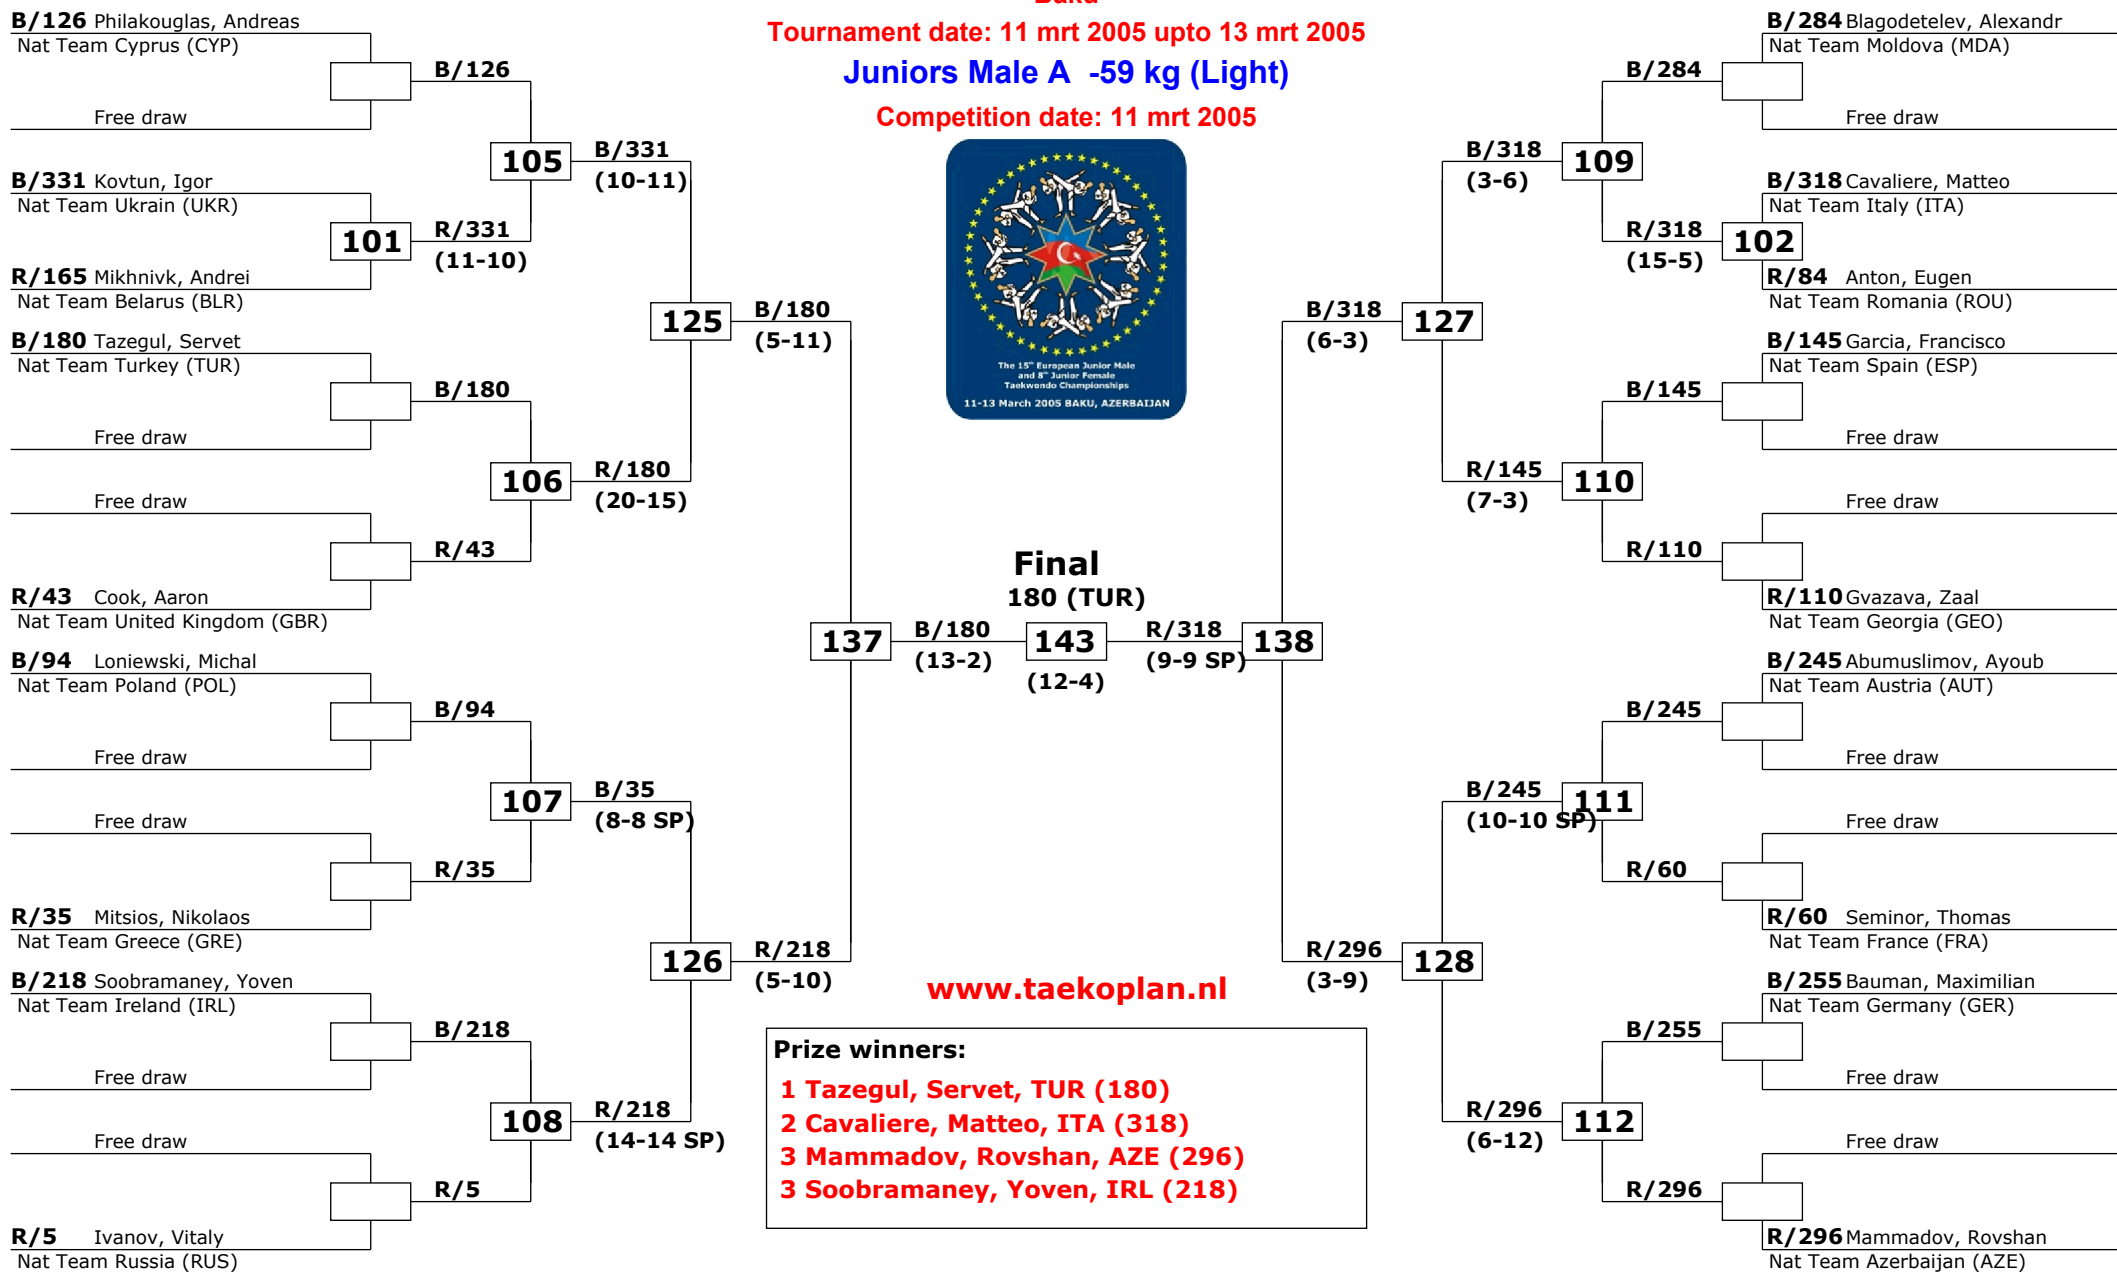 Baku
Tournament date: 11 mrt 2005 upto 13 mrt 2005
Juniors Male A -59 kg (Light)
Competition date: 11 mrt 2005
B/126 Philakouglas, Andreas
Nat Team Cyprus (CYP)
B/126
Free draw
105
B/331
(10-11)
B/331 Kovtun, Igor
Nat Team Ukrain (UKR)
101
R/331
(11-10)
R/165 Mikhnivk, Andrei
Nat Team Belarus (BLR)
125
B/180
(5-11)
B/180 Tazegul, Servet
Nat Team Turkey (TUR)
B/180
Free draw
106
R/180
(20-15)
Free draw
R/43
R/43 Cook, Aaron
Nat Team United Kingdom (GBR)
137
B/180
(13-2)
B/94 Loniewski, Michal
Nat Team Poland (POL)
B/94
Free draw
107
B/35
(8-8 SP)
Free draw
R/35
R/35 Mitsios, Nikolaos
Nat Team Greece (GRE)
126
R/218
(5-10)
B/218 Soobramaney, Yoven
Nat Team Ireland (IRL)
B/218
Free draw
108
R/218
(14-14 SP)
Free draw
R/5
R/5 Ivanov, Vitaly
Nat Team Russia (RUS)
The 15th European Junior Male
and 8th Junior Female
Taekwondo Championships
11-13 March 2005 BAKU, AZERBAIJAN
Final
180 (TUR)
143
(12-4)
R/318
(9-9 SP)
138
www.taekoplan.nl
Prize winners:
1 Tazegul, Servet, TUR (180)
2 Cavaliere, Matteo, ITA (318)
3 Mammadov, Rovshan, AZE (296)
3 Soobramaney, Yoven, IRL (218)
B/284 Blagodetelev, Alexandr
Nat Team Moldova (MDA)
B/284
Free draw
B/318
(3-6)
109
B/318 Cavaliere, Matteo
Nat Team Italy (ITA)
R/318
(15-5)
102
R/84 Anton, Eugen
Nat Team Romania (ROU)
B/318
(6-3)
127
B/145 Garcia, Francisco
Nat Team Spain (ESP)
B/145
Free draw
R/145
(7-3)
110
Free draw
R/110
R/110 Gvazava, Zaal
Nat Team Georgia (GEO)
B/245 Abumuslimov, Ayoub
Nat Team Austria (AUT)
B/245
Free draw
B/245
(10-10 SP)
111
Free draw
R/60
R/60 Seminor, Thomas
Nat Team France (FRA)
R/296
(3-9)
128
B/255 Bauman, Maximilian
Nat Team Germany (GER)
B/255
Free draw
R/296
(6-12)
112
Free draw
R/296
R/296 Mammadov, Rovshan
Nat Team Azerbaijan (AZE)